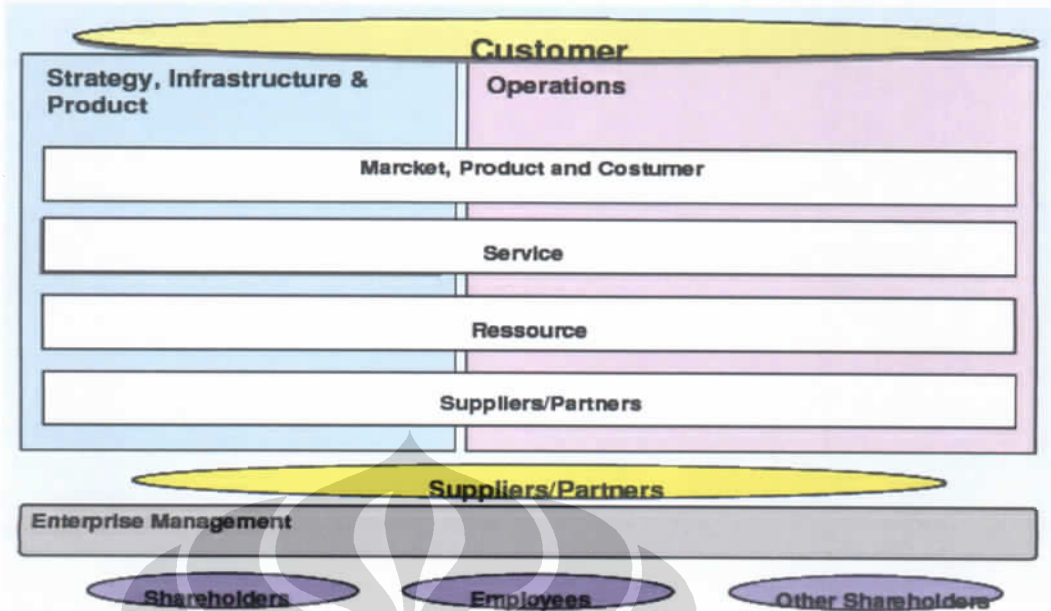 Customer
Strategy, Infrastructure &
Product
Operations
Marcket, Product and Costumer
Service
Ressource
Suppliers/Partners
Suppliers/Partners
Enterprise Management
Shareholders
Employees
Other Shareholders